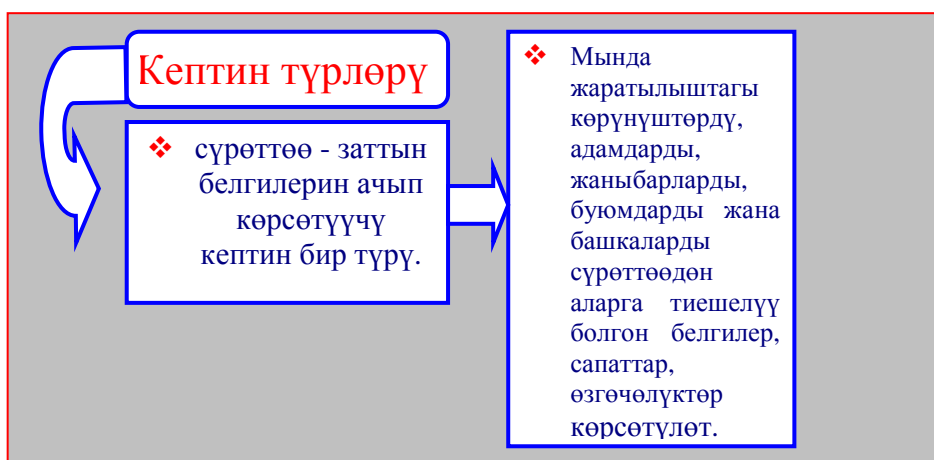 Кептин түрлөрү
❖ сүрөттөө - заттын
белгилерин ачып
көрсөтүүчү
кептин бир түрү.
❖ Мында
жаратылыштагы
көрүнүштөрдү,
адамдарды,
жаныбарларды,
буюмдарды жана
башкаларды
сүрөттөөдөн
аларга тиешелүү
болгон белгилер,
сапаттар,
өзгөчөлүктөр
көрсөтүлөт.